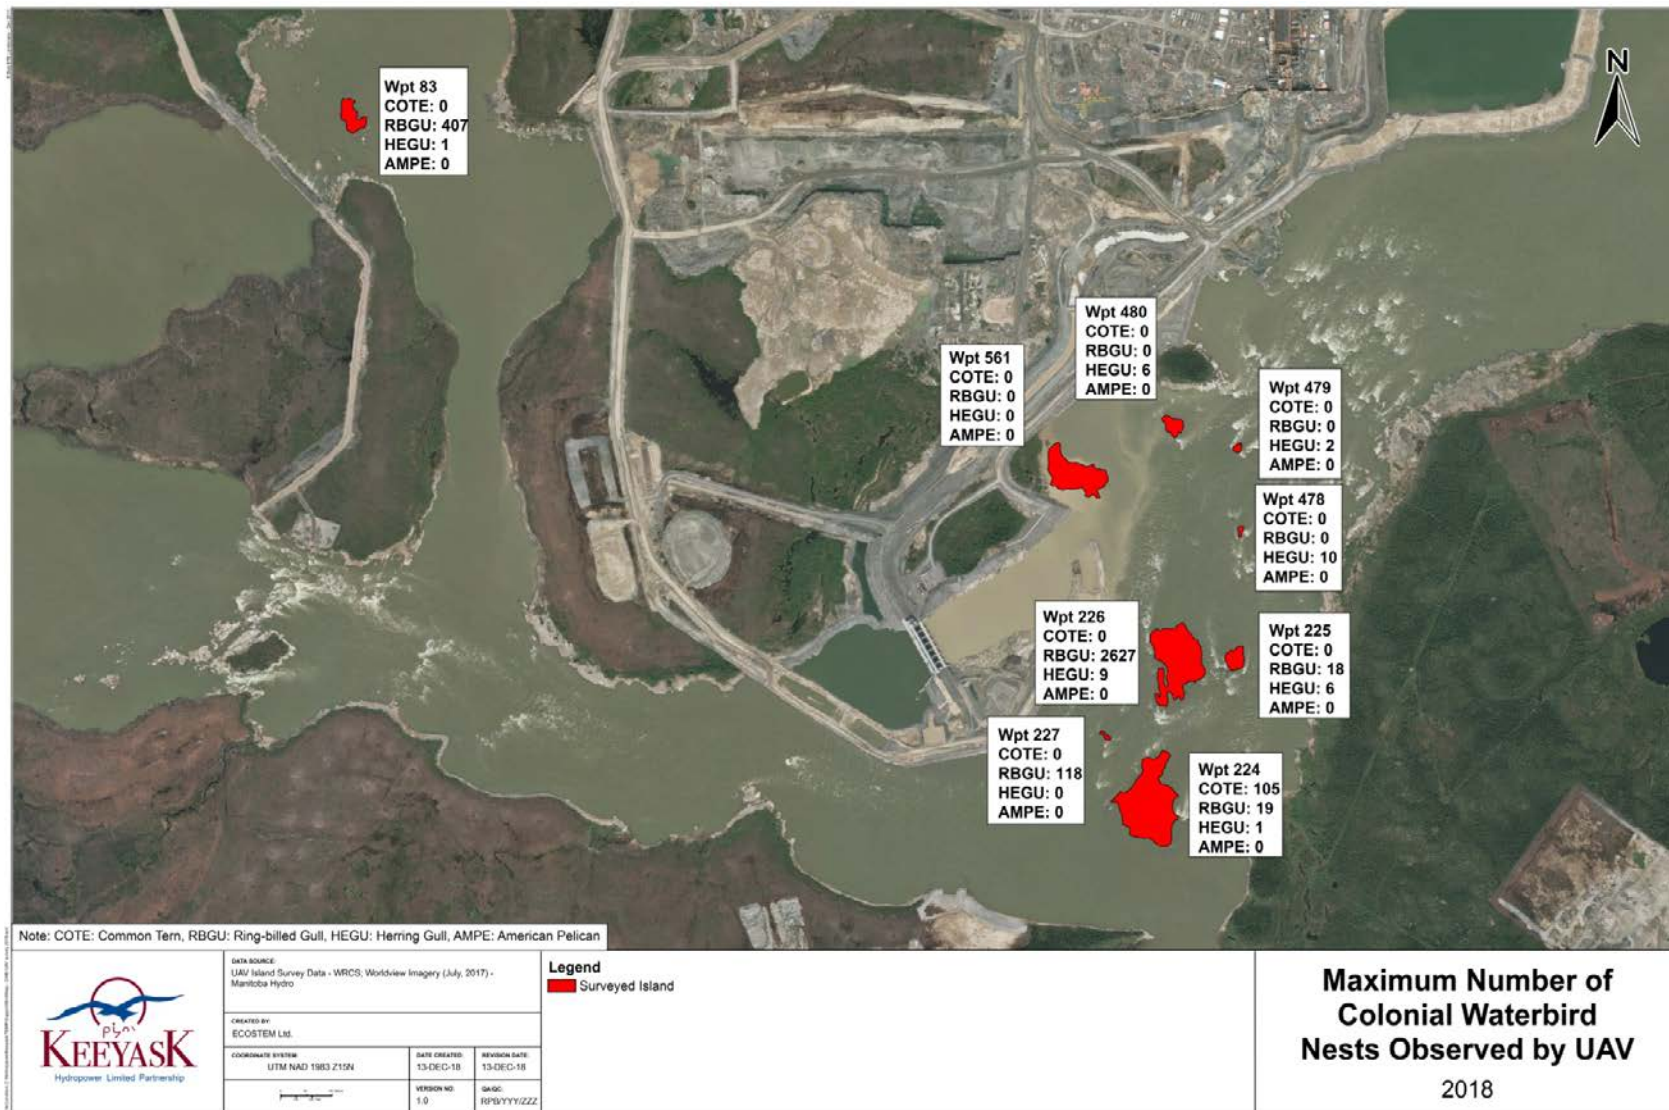 Wpt 83
COTE: 0
RBGU: 407
HEGU: 1
AMPE: 0
N
Wpt 480
COTE: 0
RBGU: 0
HEGU: 6
AMPE: 0
Wpt 561
COTE: 0
RBGU: 0
HEGU: 0
AMPE: 0
Wpt 479
COTE: 0
RBGU: 0
HEGU: 2
AMPE: 0
Wpt 478
COTE: 0
RBGU: 0
HEGU: 10
AMPE: 0
Wpt 226
COTE: 0
RBGU: 2627
HEGU: 9
AMPE: 0
Wpt 225
COTE: 0
RBGU: 18
HEGU: 6
AMPE: 0
Wpt 227
COTE: 0
RBGU: 118
HEGU: 0
AMPE: 0
Wpt 224
COTE: 105
RBGU: 19
HEGU: 1
AMPE: 0
Note: COTE: Common Tern, RBGU: Ring-billed Gull, HEGU: Herring Gull, AMPE: American Pelican
KEEYASK
Hydropower Limited Partnership
DATA SOURCE:
UAV Island Survey Data - WRCS; Worldview Imagery (July, 2017) -
Manitoba Hydro
CREATED BY:
ECOSTEM Ltd.
COORDINATE SYSTEM:
UTM NAD 1983 Z15N
DATE CREATED:
13-DEC-18
REVISION DATE:
13-DEC-18
VERSION NO:
1.0
QA/QC:
RPB/YYY/ZZZ
Legend
Surveyed Island
Maximum Number of
Colonial Waterbird
Nests Observed by UAV
2018